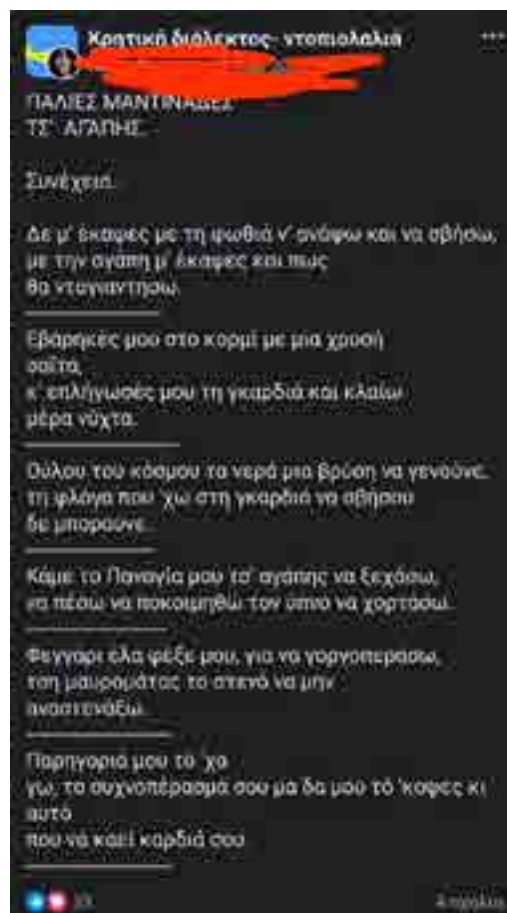 Κρητική διάλεκτος- ντοπιολαλιά
ΠΑΛΙΕΣ ΜΑΝΤΙΝΑΔΕΣ
ΤΣ' ΑΓΑΠΗΣ.
Συνέχεια.
Δε μ' έκαψες με τη φωθιά ν' ανάψω και να σβήσω,
με την αγάπη μ' έκαψες και πως
θα νταγιαντήσω.
Εβάρηκές μου στο κορμί με μια χρυσή
σαΐτα,
κ' επλήγωσές μου τη γκαρδιά και κλαίω
μέρα νύχτα.
Ούλου του κόσμου τα νερά μια βρύση να γενούνε,
τη φλόγα που 'χω στη γκαρδιά να σβήσου
δε μπορούνε.
Κάμε το Παναγία μου τσ' αγάπης να ξεχάσω,
να πέσω να ποκοιμηθώ τον ύπνο να χορτάσω.
Φεγγάρι έλα φέξε μου, για να γοργοπεράσω,
τση μαυρομάτας το στενό να μην
αναστενάξω.
Παρηγοριά μου το 'χα
γω, το συχνοπέρασμά σου μα δα μου τό 'κοψες κι
αυτό
που να καεί καρδιά σου